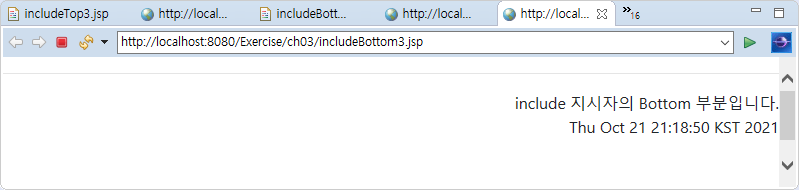 includeTop3.jsp http://local... includeBott... http://local... http://local... 16
http://localhost:8080/Exercise/ch03/includeBottom3.jsp
include 지시자의 Bottom 부분입니다.
Thu Oct 21 21:18:50 KST 2021